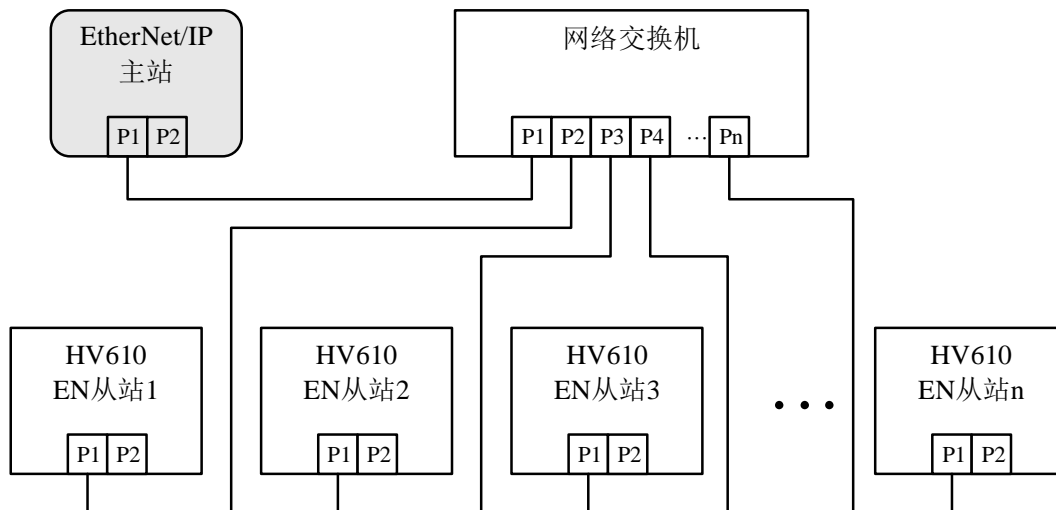 EtherNet/IP
主站
P1 P2
网络交换机
P1 P2 P3 P4 … Pn
HV610
EN从站1
P1 P2
HV610
EN从站2
P1 P2
HV610
EN从站3
P1 P2
HV610
EN从站n
P1 P2